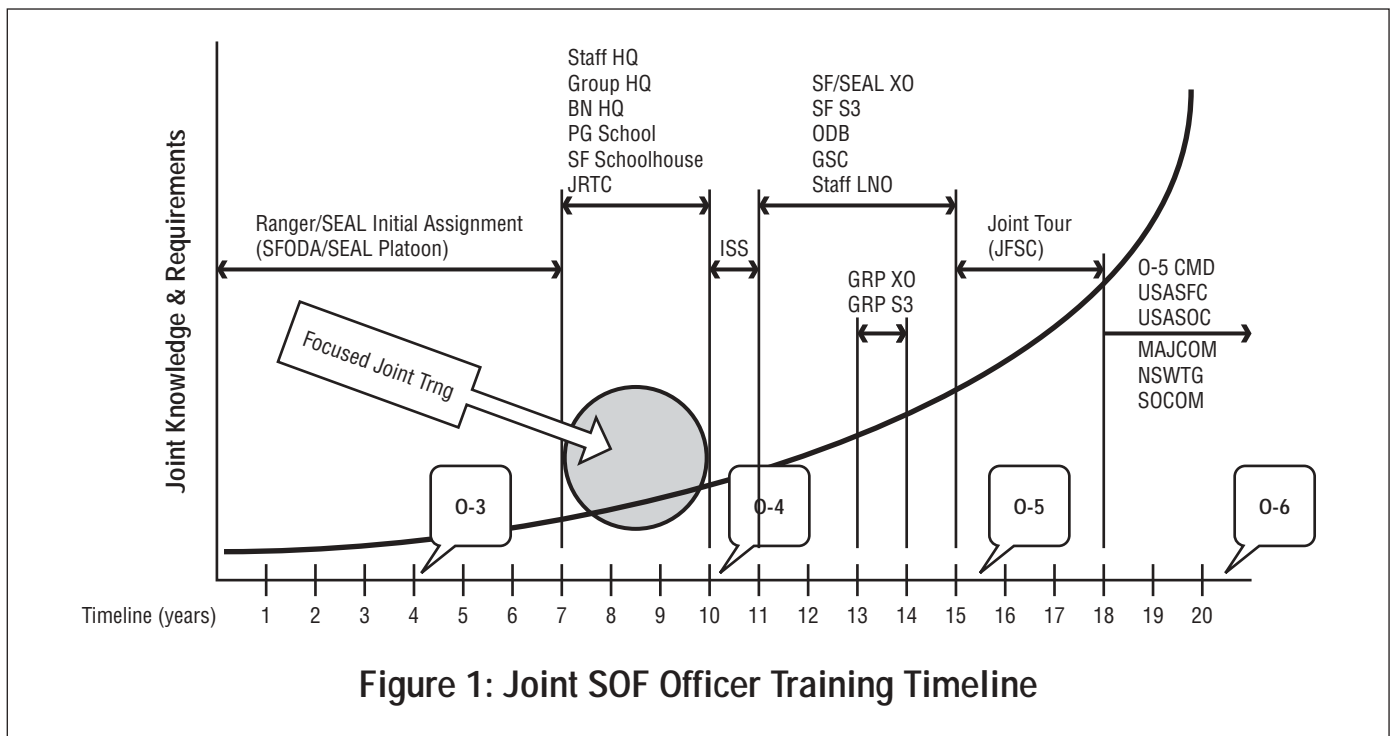 Joint Knowledge & Requirements
Ranger/SEAL Initial Assignment
(SFODA/SEAL Platoon)
Focused Joint Trng
Staff HQ
Group HQ
BN HQ
PG School
SF Schoolhouse
JRTC
ISS
SF/SEAL XO
SF S3
ODB
GSC
Staff LNO
GRP XO
GRP S3
Joint Tour
(JFSC)
O-5 CMD
USASFC
USASOC
MAJCOM
NSWTG
SOCOM
O-3
O-4
O-5
O-6
Timeline (years) 1 2 3 4 5 6 7 8 9 10 11 12 13 14 15 16 17 18 19 20
Figure 1: Joint SOF Officer Training Timeline